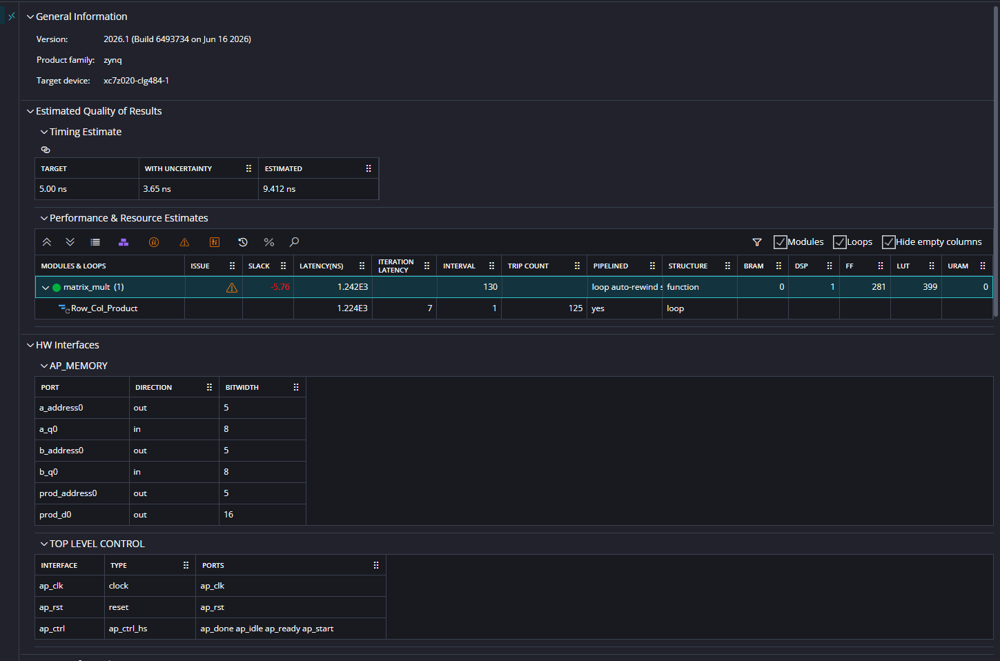 General Information
Version: 2026.1 (Build 6493734 on Jun 16 2026)
Product family: zynq
Target device: xc7z020-clg484-1
Estimated Quality of Results
Timing Estimate
TARGET WITH UNCERTAINTY ESTIMATED
5.00 ns 3.65 ns 9.412 ns
Performance & Resource Estimates
% Modules Loops Hide empty columns
MODULES & LOOPS ISSUE SLACK LATENCY(NS) ITERATION LATENCY INTERVAL TRIP COUNT PIPELINED STRUCTURE BRAM DSP FF LUT URAM
matrix_mult (1) -5.76 1.242E3 130 loop auto-rewind s function 0 1 281 399 0
Row_Col_Product 1.224E3 7 1 125 yes loop
HW Interfaces
AP_MEMORY
PORT DIRECTION BITWIDTH
a_address0 out 5
a_q0 in 8
b_address0 out 5
b_q0 in 8
prod_address0 out 5
prod_d0 out 16
TOP LEVEL CONTROL
INTERFACE TYPE PORTS
ap_clk clock ap_clk
ap_rst reset ap_rst
ap_ctrl ap_ctrl_hs ap_done ap_idle ap_ready ap_start